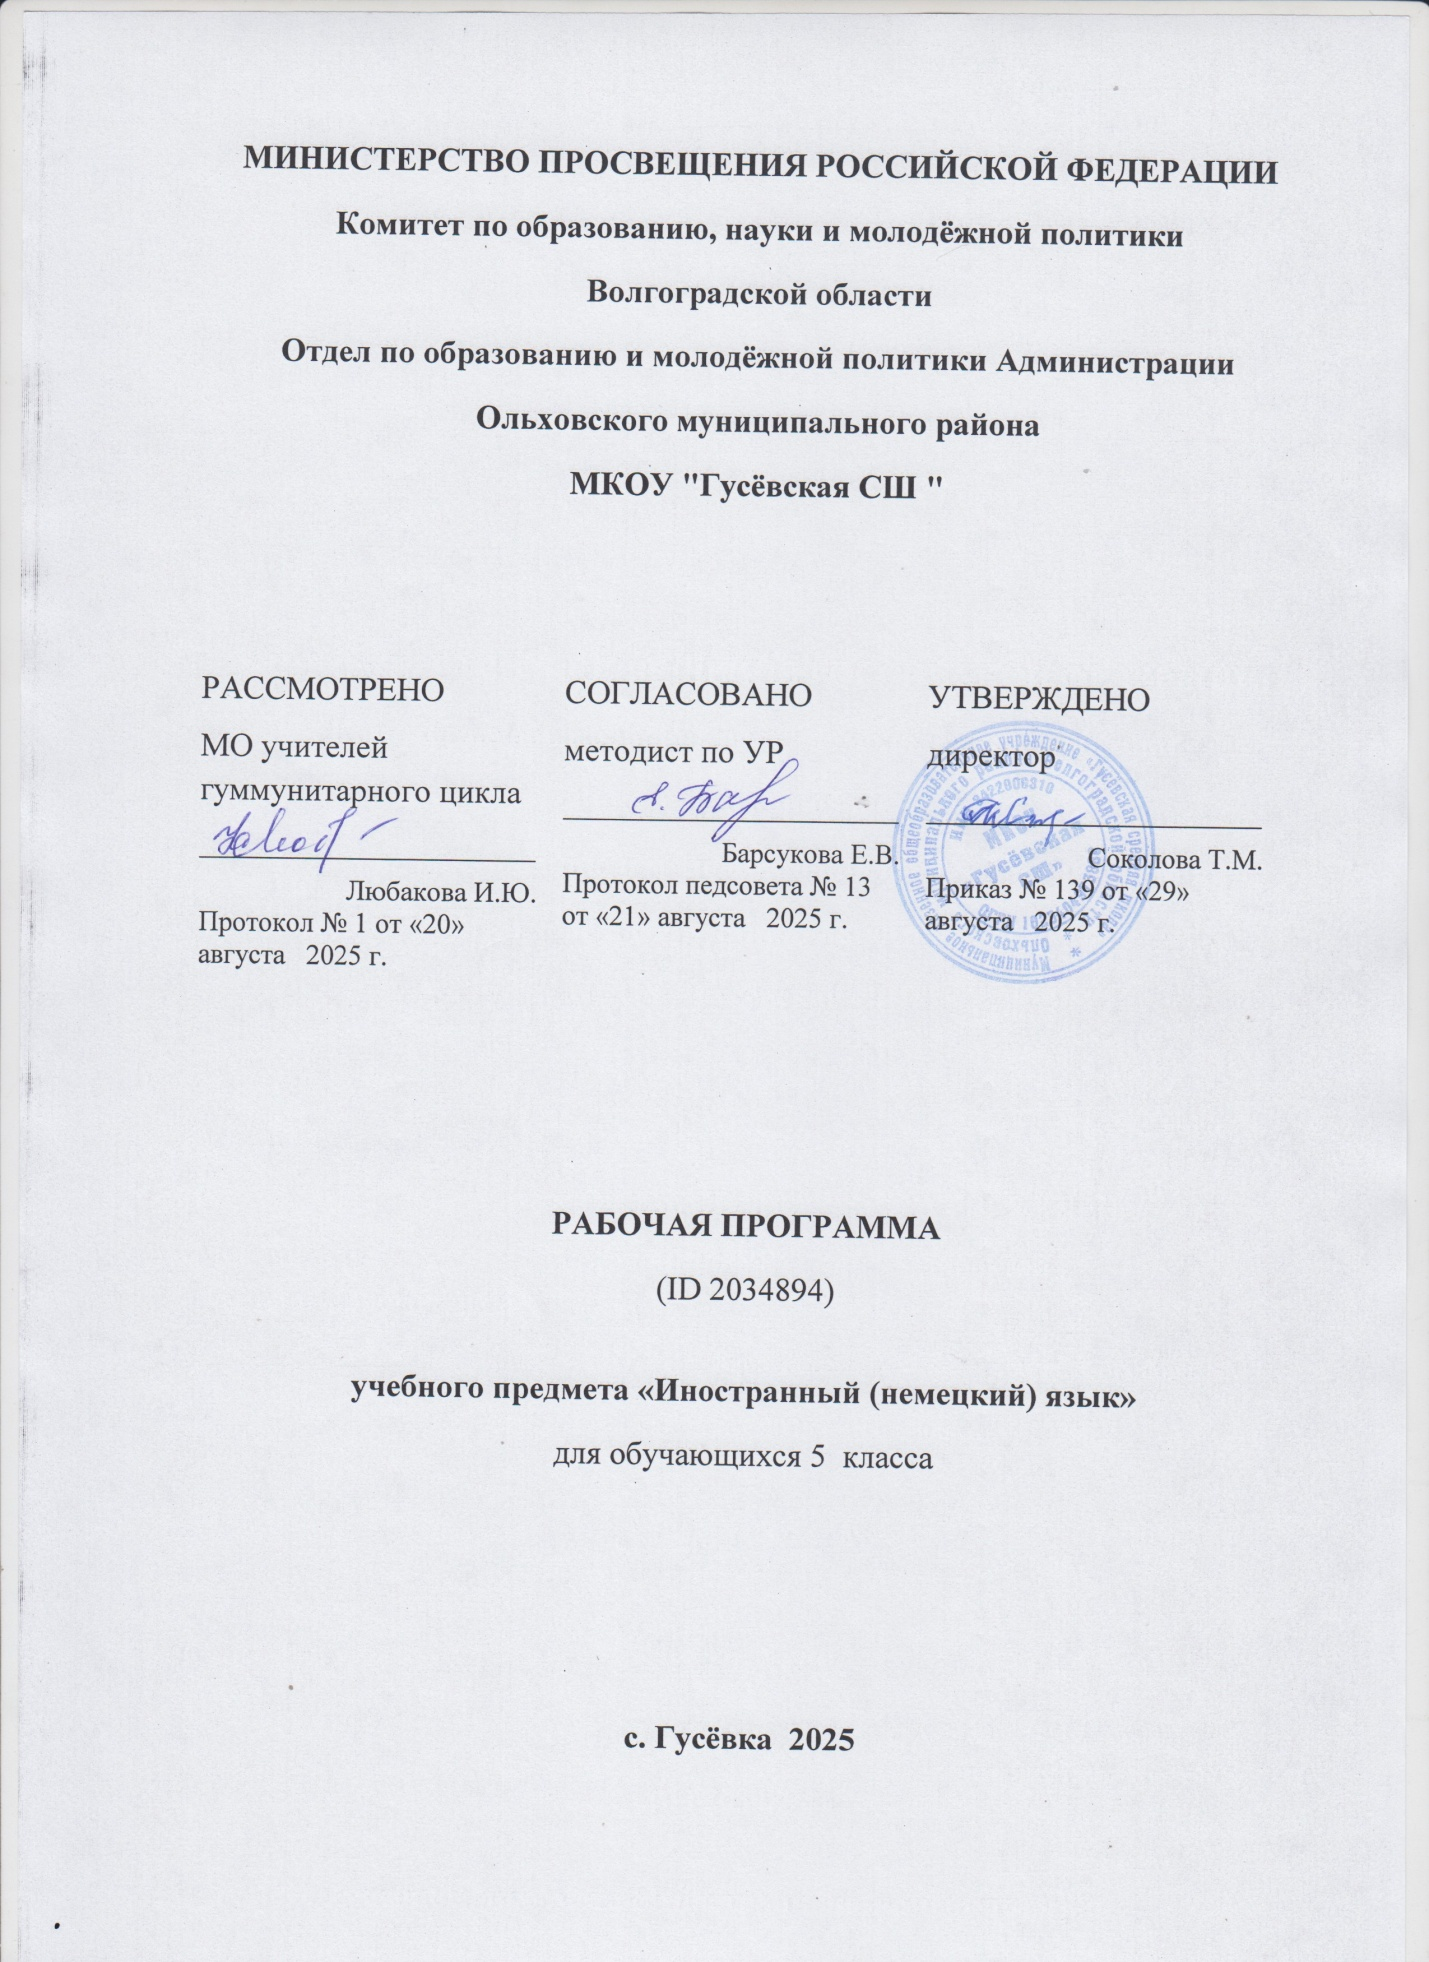 МИНИСТЕРСТВО ПРОСВЕЩЕНИЯ РОССИЙСКОЙ ФЕДЕРАЦИИ
Комитет по образованию, науки и молодёжной политики
Волгоградской области
Отдел по образованию и молодёжной политики Администрации
Ольховского муниципального района
МКОУ "Гусёвская СШ "
РАССМОТРЕНО
МО учителей
гуммунитарного цикла
Любакова И.Ю.
Протокол № 1 от «20»
августа 2025 г.
СОГЛАСОВАНО
методист по УР
Барсукова Е.В.
Протокол педсовета № 13
от «21» августа 2025 г.
УТВЕРЖДЕНО
директор
Соколова Т.М.
Приказ № 139 от «29»
августа 2025 г.
РАБОЧАЯ ПРОГРАММА
(ID 2034894)
учебного предмета «Иностранный (немецкий) язык»
для обучающихся 5 класса
с. Гусёвка 2025